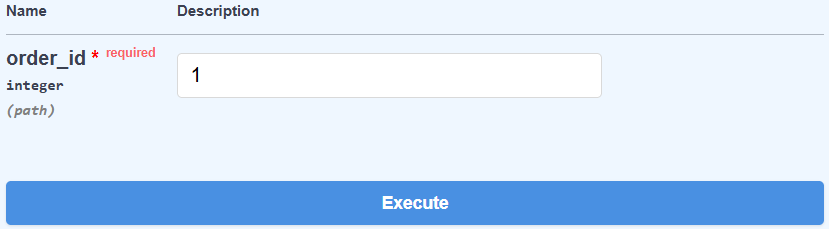 Name Description
order_id * required
1
integer
(path)
Execute